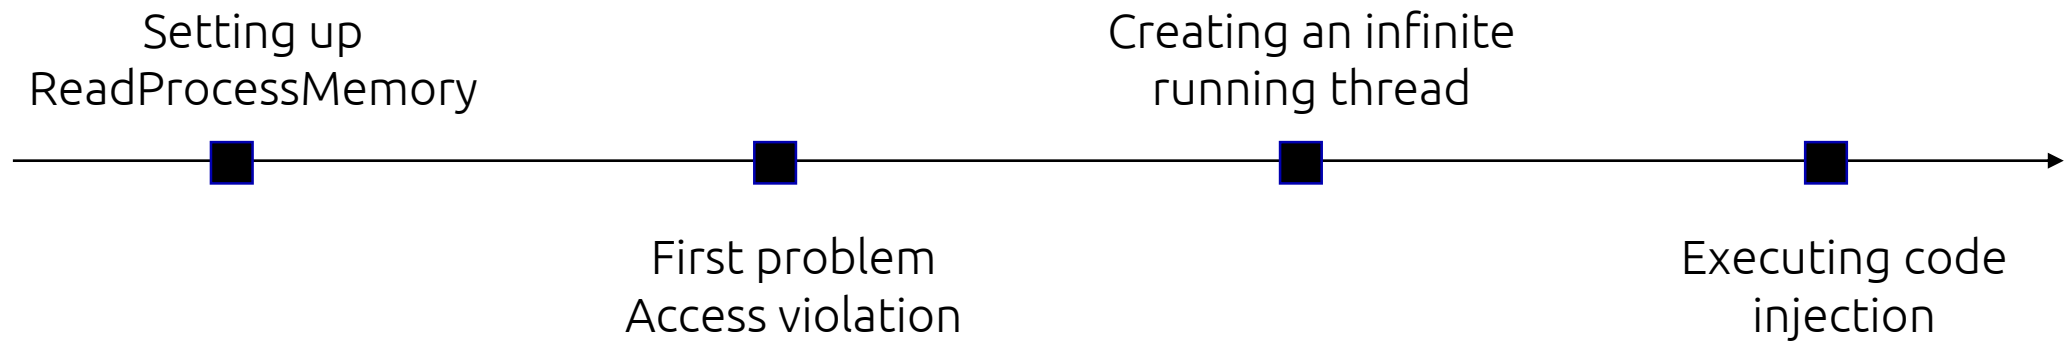 Setting up
ReadProcessMemory
First problem
Access violation
Creating an infinite
running thread
Executing code
injection